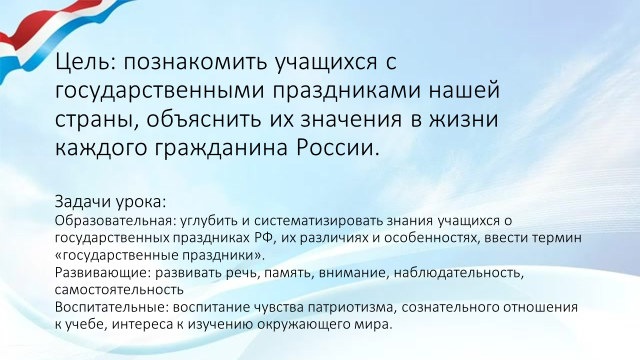 Цель: познакомить учащихся с
государственными праздниками нашей
страны, объяснить их значения в жизни
каждого гражданина России.
Задачи урока:
Образовательная: углубить и систематизировать знания учащихся о
государственных праздниках РФ, их различиях и особенностях, ввести термин
«государственные праздники».
Развивающие: развивать речь, память, внимание, наблюдательность,
самостоятельность
Воспитательные: воспитание чувства патриотизма, сознательного отношения
к учебе, интереса к изучению окружающего мира.